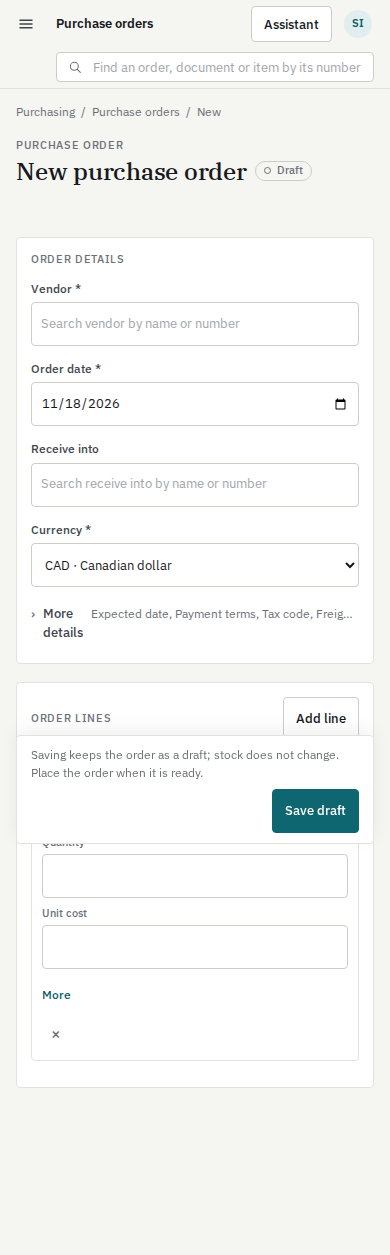 Purchase orders
Assistant
SI
Find an order, document or item by its number
Purchasing / Purchase orders / New
PURCHASE ORDER
New purchase order
Draft
ORDER DETAILS
Vendor *
Search vendor by name or number
Order date *
11/18/2026
Receive into
Search receive into by name or number
Currency *
CAD · Canadian dollar
› More details
Expected date, Payment terms, Tax code, Freig...
ORDER LINES
Add line
Saving keeps the order as a draft; stock does not change.
Place the order when it is ready.
Save draft
Quantity
Unit cost
More
×